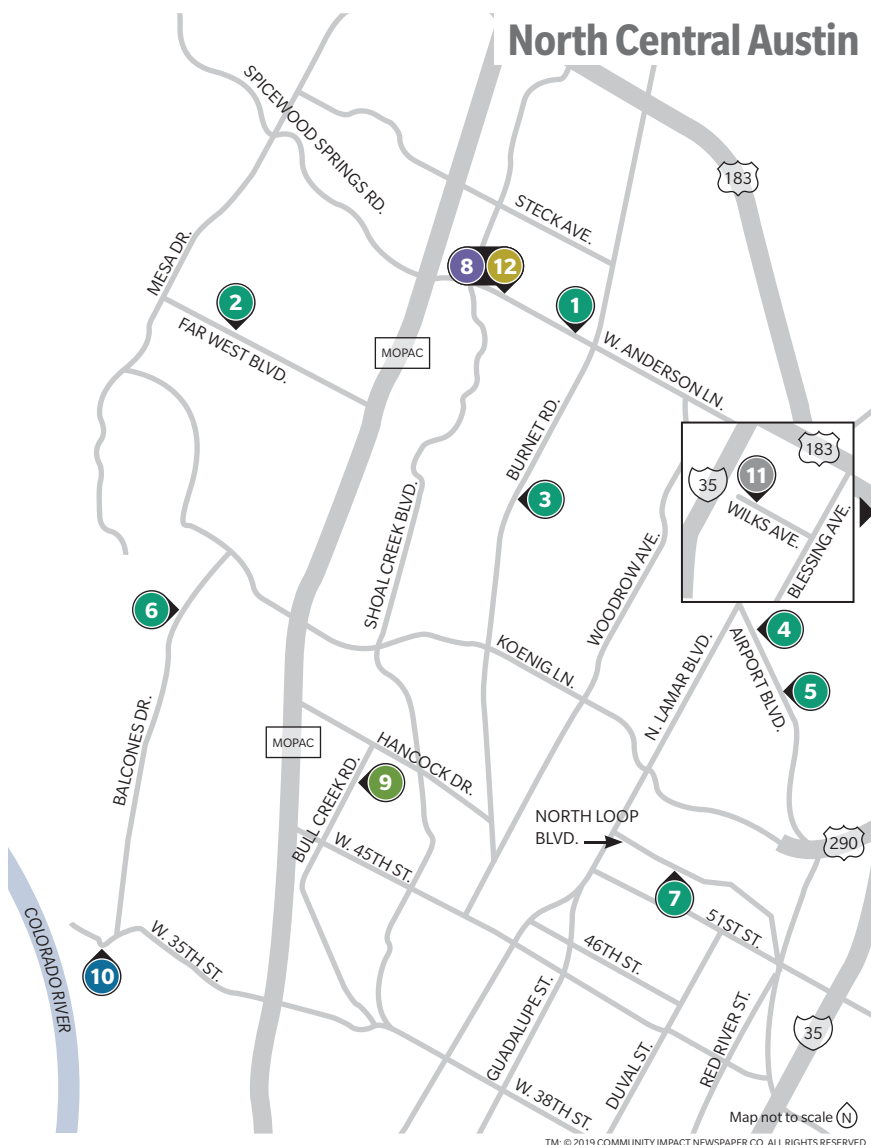 North Central Austin
SPICEWOOD SPRINGS RD.
183
STECK AVE.
MESA DR.
8
12
2
1
FAR WEST BLVD.
MOPAC
W. ANDERSON LN.
BURNET RD.
183
35
11
3
WILKS AVE.
SHOAL CREEK BLVD.
BLESSING AVE.
WOODROW AVE.
6
4
AIRPORT BLVD.
KOENIG LN.
N. LAMAR BLVD.
5
BALCONES DR.
MOPAC
HANCOCK DR.
9
BULL CREEK RD.
NORTH LOOP
BLVD.
290
W. 45TH ST.
7
COLORADO RIVER
51ST ST.
W. 35TH ST.
46TH ST.
10
GUADALUPE ST.
RED RIVER ST.
35
DUVAL ST.
W. 38TH ST.
Map not to scale N
TM; © 2019 COMMUNITY IMPACT NEWSPAPER CO. ALL RIGHTS RESERVED